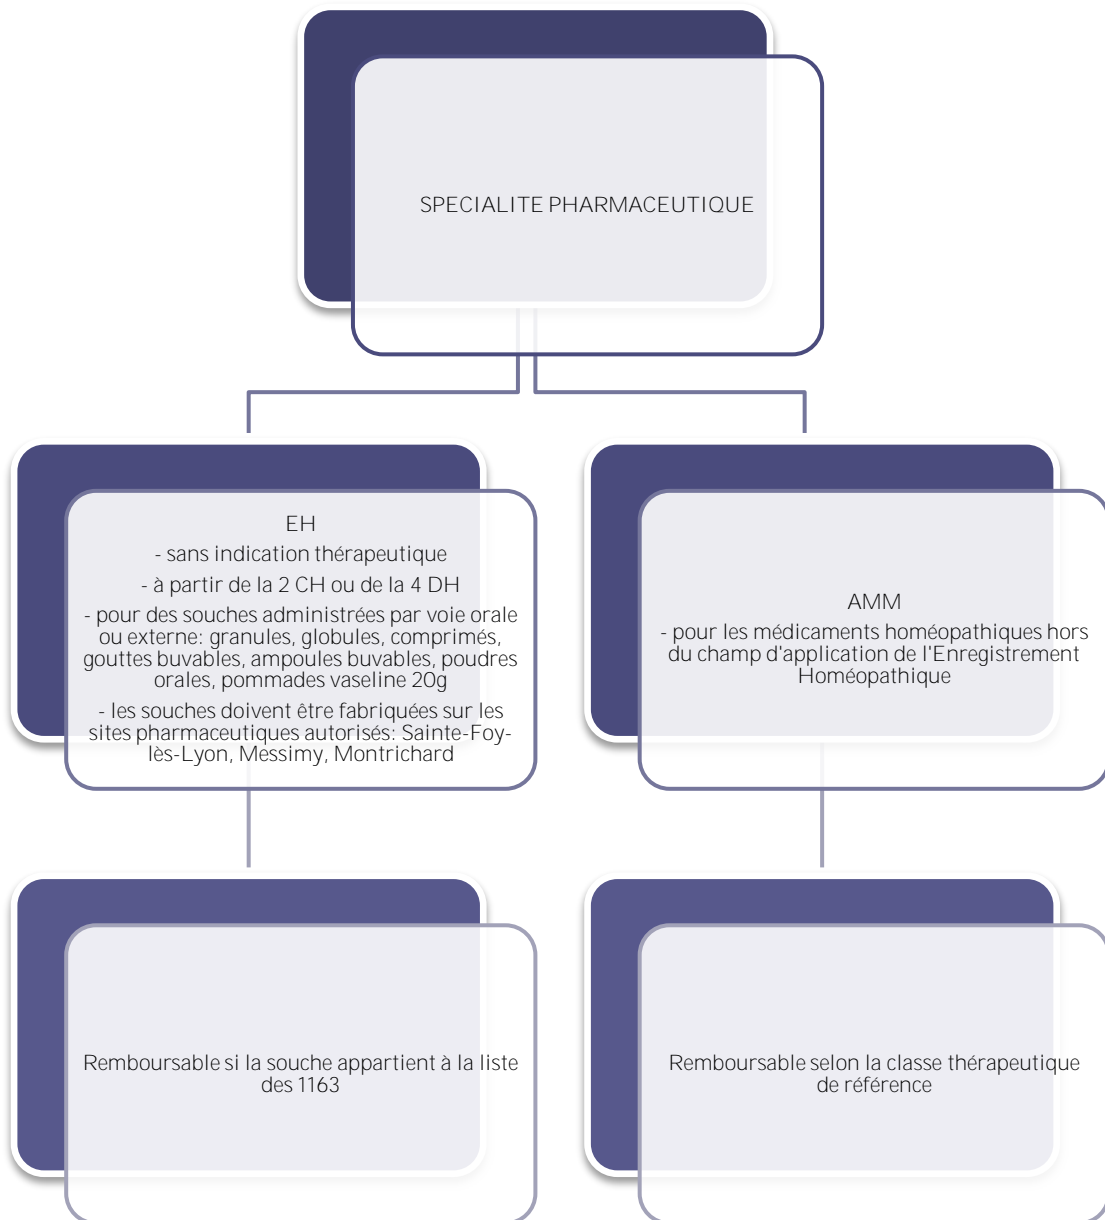 SPECIALITE PHARMACEUTIQUE
EH
- sans indication thérapeutique
- à partir de la 2 CH ou de la 4 DH
- pour des souches administrées par voie orale
ou externe: granules, globules, comprimés,
gouttes buvables, ampoules buvables, poudres
orales, pommades vaseline 20g
- les souches doivent être fabriquées sur les
sites pharmaceutiques autorisés: Sainte-Foy-
lès-Lyon, Messimy, Montrichard
AMM
- pour les médicaments homéopathiques hors
du champ d'application de l'Enregistrement
Homéopathique
Remboursable si la souche appartient à la liste
des 1163
Remboursable selon la classe thérapeutique
de référence